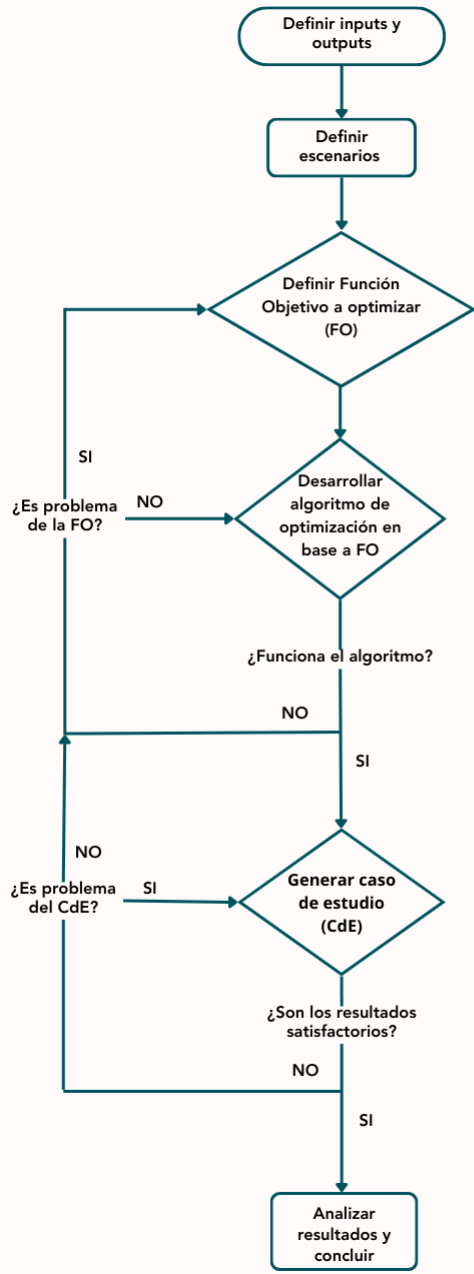 Definir inputs y
outputs
Definir
escenarios
Definir Función
Objetivo a optimizar
(FO)
SI
¿Es problema
de la FO?
NO
Desarrollar
algoritmo de
optimización en
base a FO
¿Funciona el algoritmo?
NO
SI
NO
¿Es problema
del CdE?
SI
Generar caso
de estudio
(CdE)
¿Son los resultados
satisfactorios?
NO
SI
Analizar
resultados y
concluir